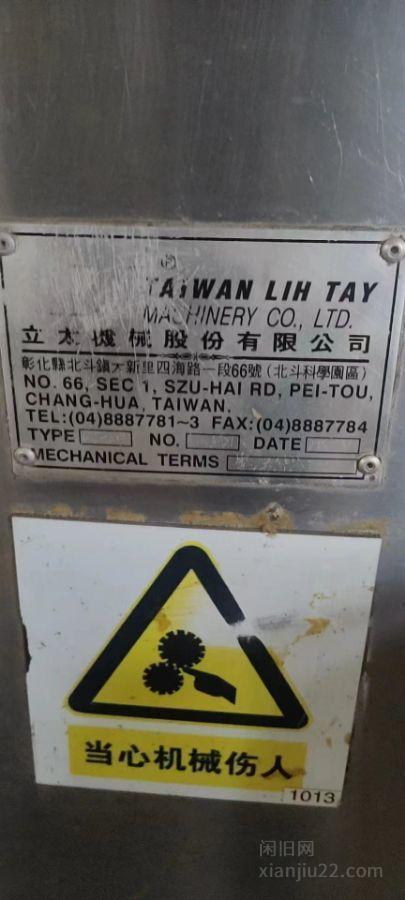 TAIWAN LIH TAY
MACHINERY CO., LTD.
立太機械股份有限公司
彰化縣北斗鎮大新里四海路一段66號(北斗科學園區)
NO. 66, SEC 1, SZU-HAI RD, PEI-TOU,
CHANG-HUA, TAIWAN.
TEL:(04)8887781~3 FAX:(04)8887784
TYPE NO. DATE
MECHANICAL TERMS
当心机械伤人
1013
闲旧网
xianjiu22.com